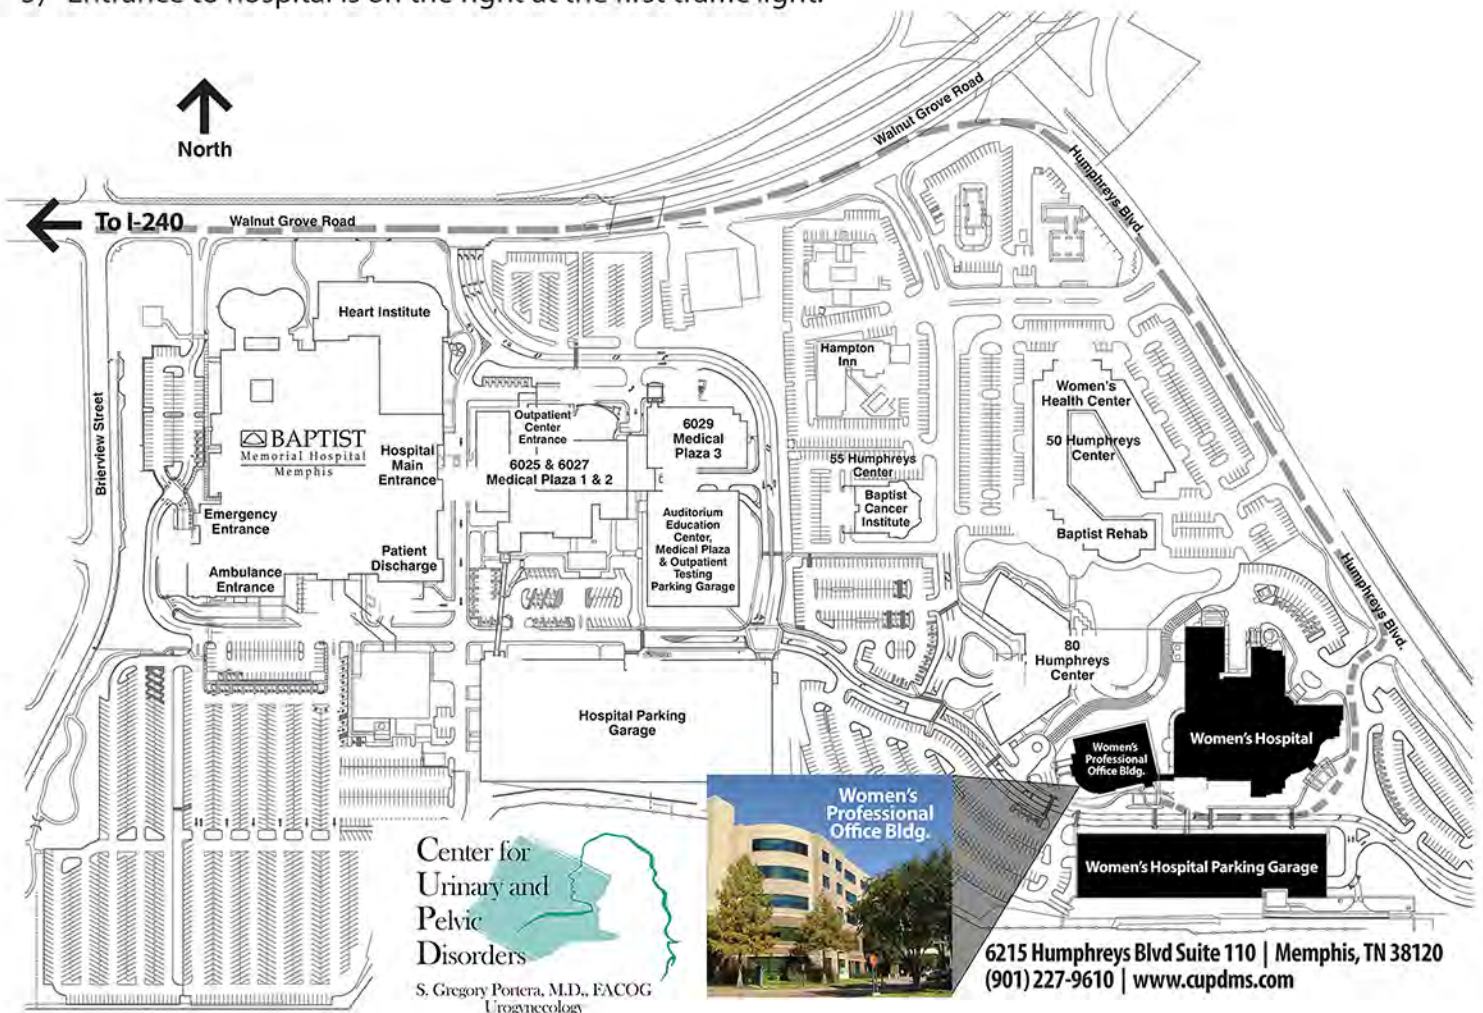 Entrance to hospital is on the right at the first traffic light.
North
To I-240
Walnut Grove Road
Walnut Grove Road
Humphreys Blvd.
Brierview Street
Heart Institute
BAPTIST
Memorial Hospital
Memphis
Hospital
Main
Entrance
Emergency
Entrance
Ambulance
Entrance
Patient
Discharge
Outpatient
Center
Entrance
6025 & 6027
Medical Plaza 1 & 2
6029
Medical
Plaza 3
Auditorium
Education
Center,
Medical Plaza
& Outpatient
Testing
Parking Garage
Hampton
Inn
55 Humphreys
Center
Baptist
Cancer
Institute
Women's
Health Center
50 Humphreys
Center
Baptist Rehab
Humphreys Blvd.
80
Humphreys
Center
Hospital Parking
Garage
Women's Hospital
Women's
Professional
Office Bldg.
Women's
Professional
Office Bldg.
Women's Hospital Parking Garage
Center for
Urinary and
Pelvic
Disorders
S. Gregory Portera, M.D., FACOG
Urogynecology
6215 Humphreys Blvd Suite 110 | Memphis, TN 38120
(901) 227-9610 | www.cupdms.com